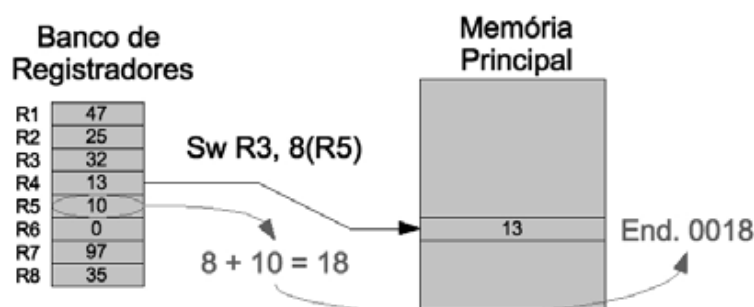 Banco de
Registradores
R1 47
R2 25
R3 32
R4 13
R5 10
R6 0
R7 97
R8 35
Sw R3, 8(R5)
8 + 10 = 18
Memória
Principal
13
End. 0018